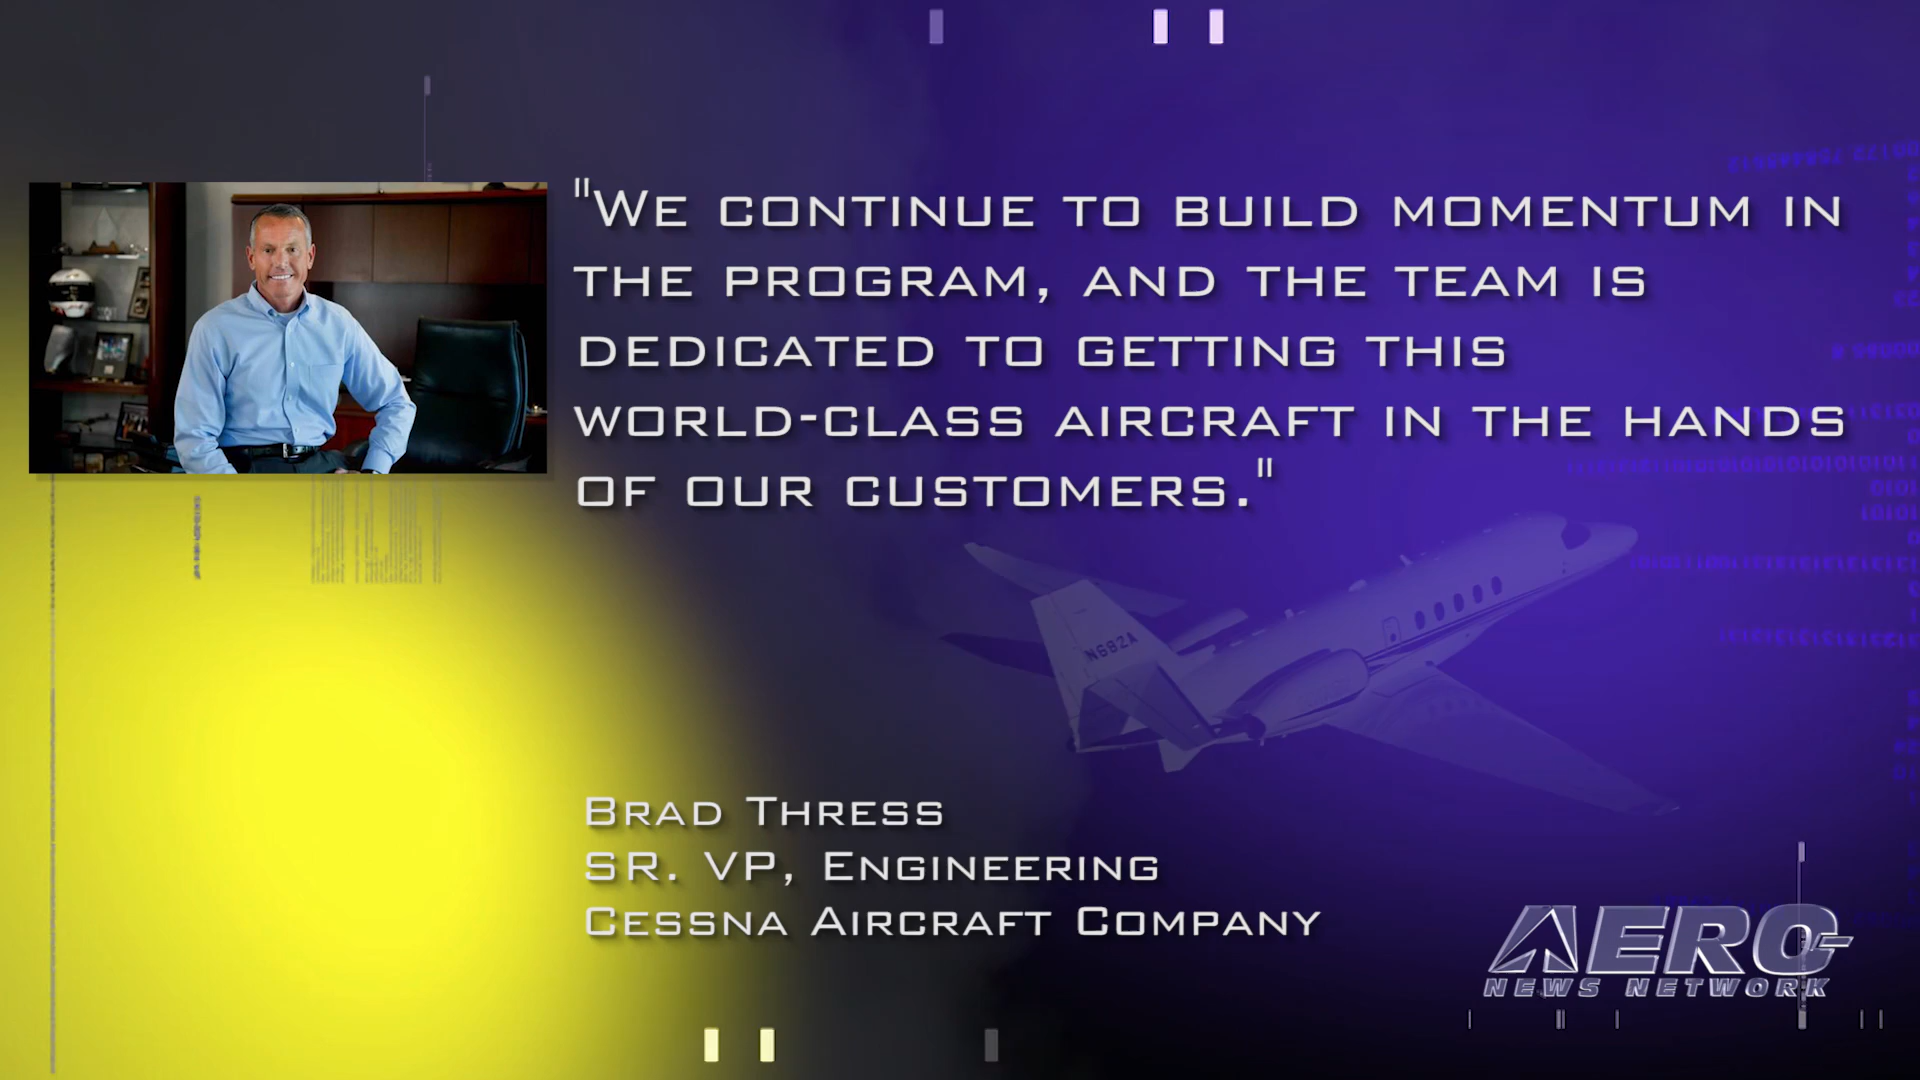 "We continue to build momentum in
the program, and the team is
dedicated to getting this
world-class aircraft in the hands
of our customers."
N682A
Brad Thress
SR. VP, Engineering
Cessna Aircraft Company
AERO-
NEWS NETWORK